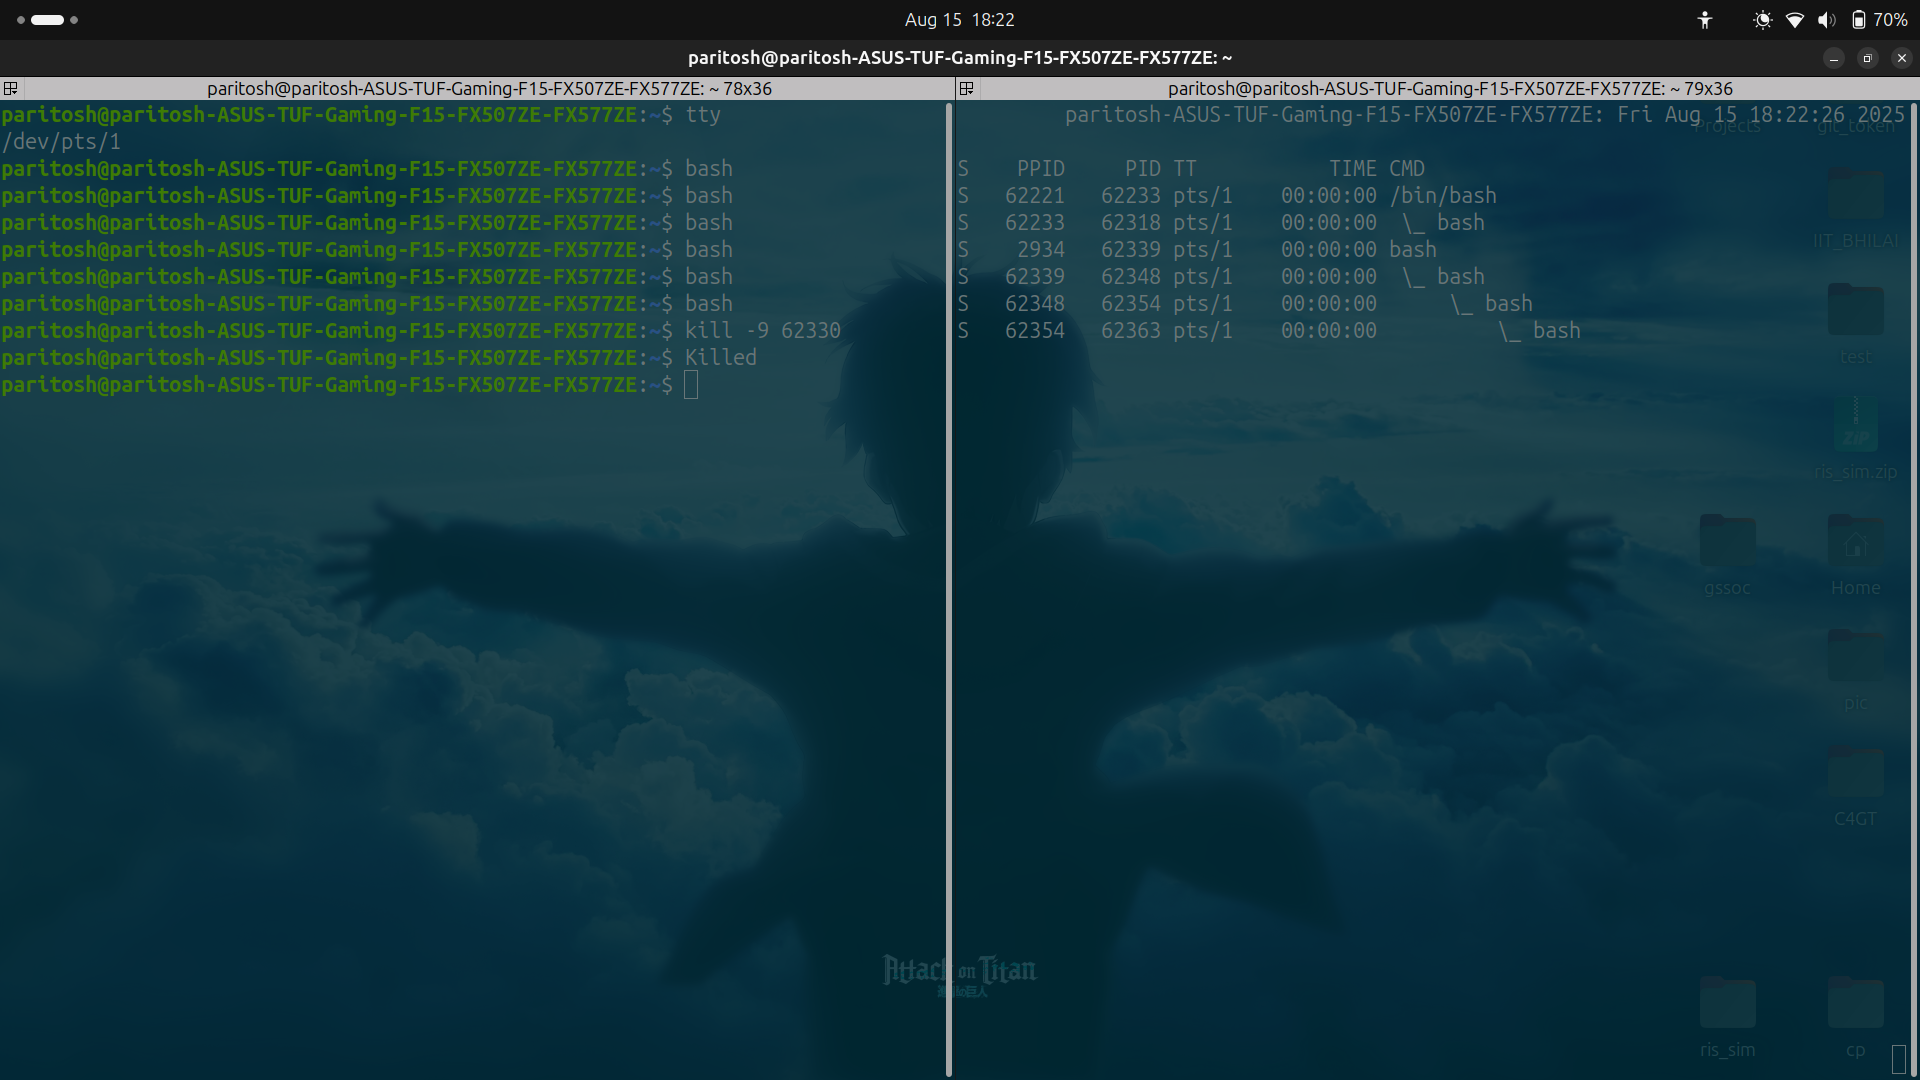 Aug 15 18:22
70%
paritosh@paritosh-ASUS-TUF-Gaming-F15-FX507ZE-FX577ZE: ~
paritosh@paritosh-ASUS-TUF-Gaming-F15-FX507ZE-FX577ZE: ~ 78x36
paritosh@paritosh-ASUS-TUF-Gaming-F15-FX507ZE-FX577ZE:~$ tty
/dev/pts/1
paritosh@paritosh-ASUS-TUF-Gaming-F15-FX507ZE-FX577ZE:~$ bash
paritosh@paritosh-ASUS-TUF-Gaming-F15-FX507ZE-FX577ZE:~$ bash
paritosh@paritosh-ASUS-TUF-Gaming-F15-FX507ZE-FX577ZE:~$ bash
paritosh@paritosh-ASUS-TUF-Gaming-F15-FX507ZE-FX577ZE:~$ bash
paritosh@paritosh-ASUS-TUF-Gaming-F15-FX507ZE-FX577ZE:~$ bash
paritosh@paritosh-ASUS-TUF-Gaming-F15-FX507ZE-FX577ZE:~$ bash
paritosh@paritosh-ASUS-TUF-Gaming-F15-FX507ZE-FX577ZE:~$ kill -9 62330
paritosh@paritosh-ASUS-TUF-Gaming-F15-FX507ZE-FX577ZE:~$ Killed
paritosh@paritosh-ASUS-TUF-Gaming-F15-FX507ZE-FX577ZE:~$
paritosh@paritosh-ASUS-TUF-Gaming-F15-FX507ZE-FX577ZE: ~ 79x36
paritosh-ASUS-TUF-Gaming-F15-FX507ZE-FX577ZE: Fri Aug 15 18:22:26 2025
S PPID PID TT TIME CMD
S 62221 62233 pts/1 00:00:00 /bin/bash
S 62233 62318 pts/1 00:00:00 \_ bash
S 2934 62339 pts/1 00:00:00 bash
S 62339 62348 pts/1 00:00:00 \_ bash
S 62348 62354 pts/1 00:00:00 \_ bash
S 62354 62363 pts/1 00:00:00 \_ bash
Projects
git_token
IIT_BHILAI
test
ZIP
ris_sim.zip
gssoc
Home
pic
C4GT
Attack on Titan
ris_sim
cp